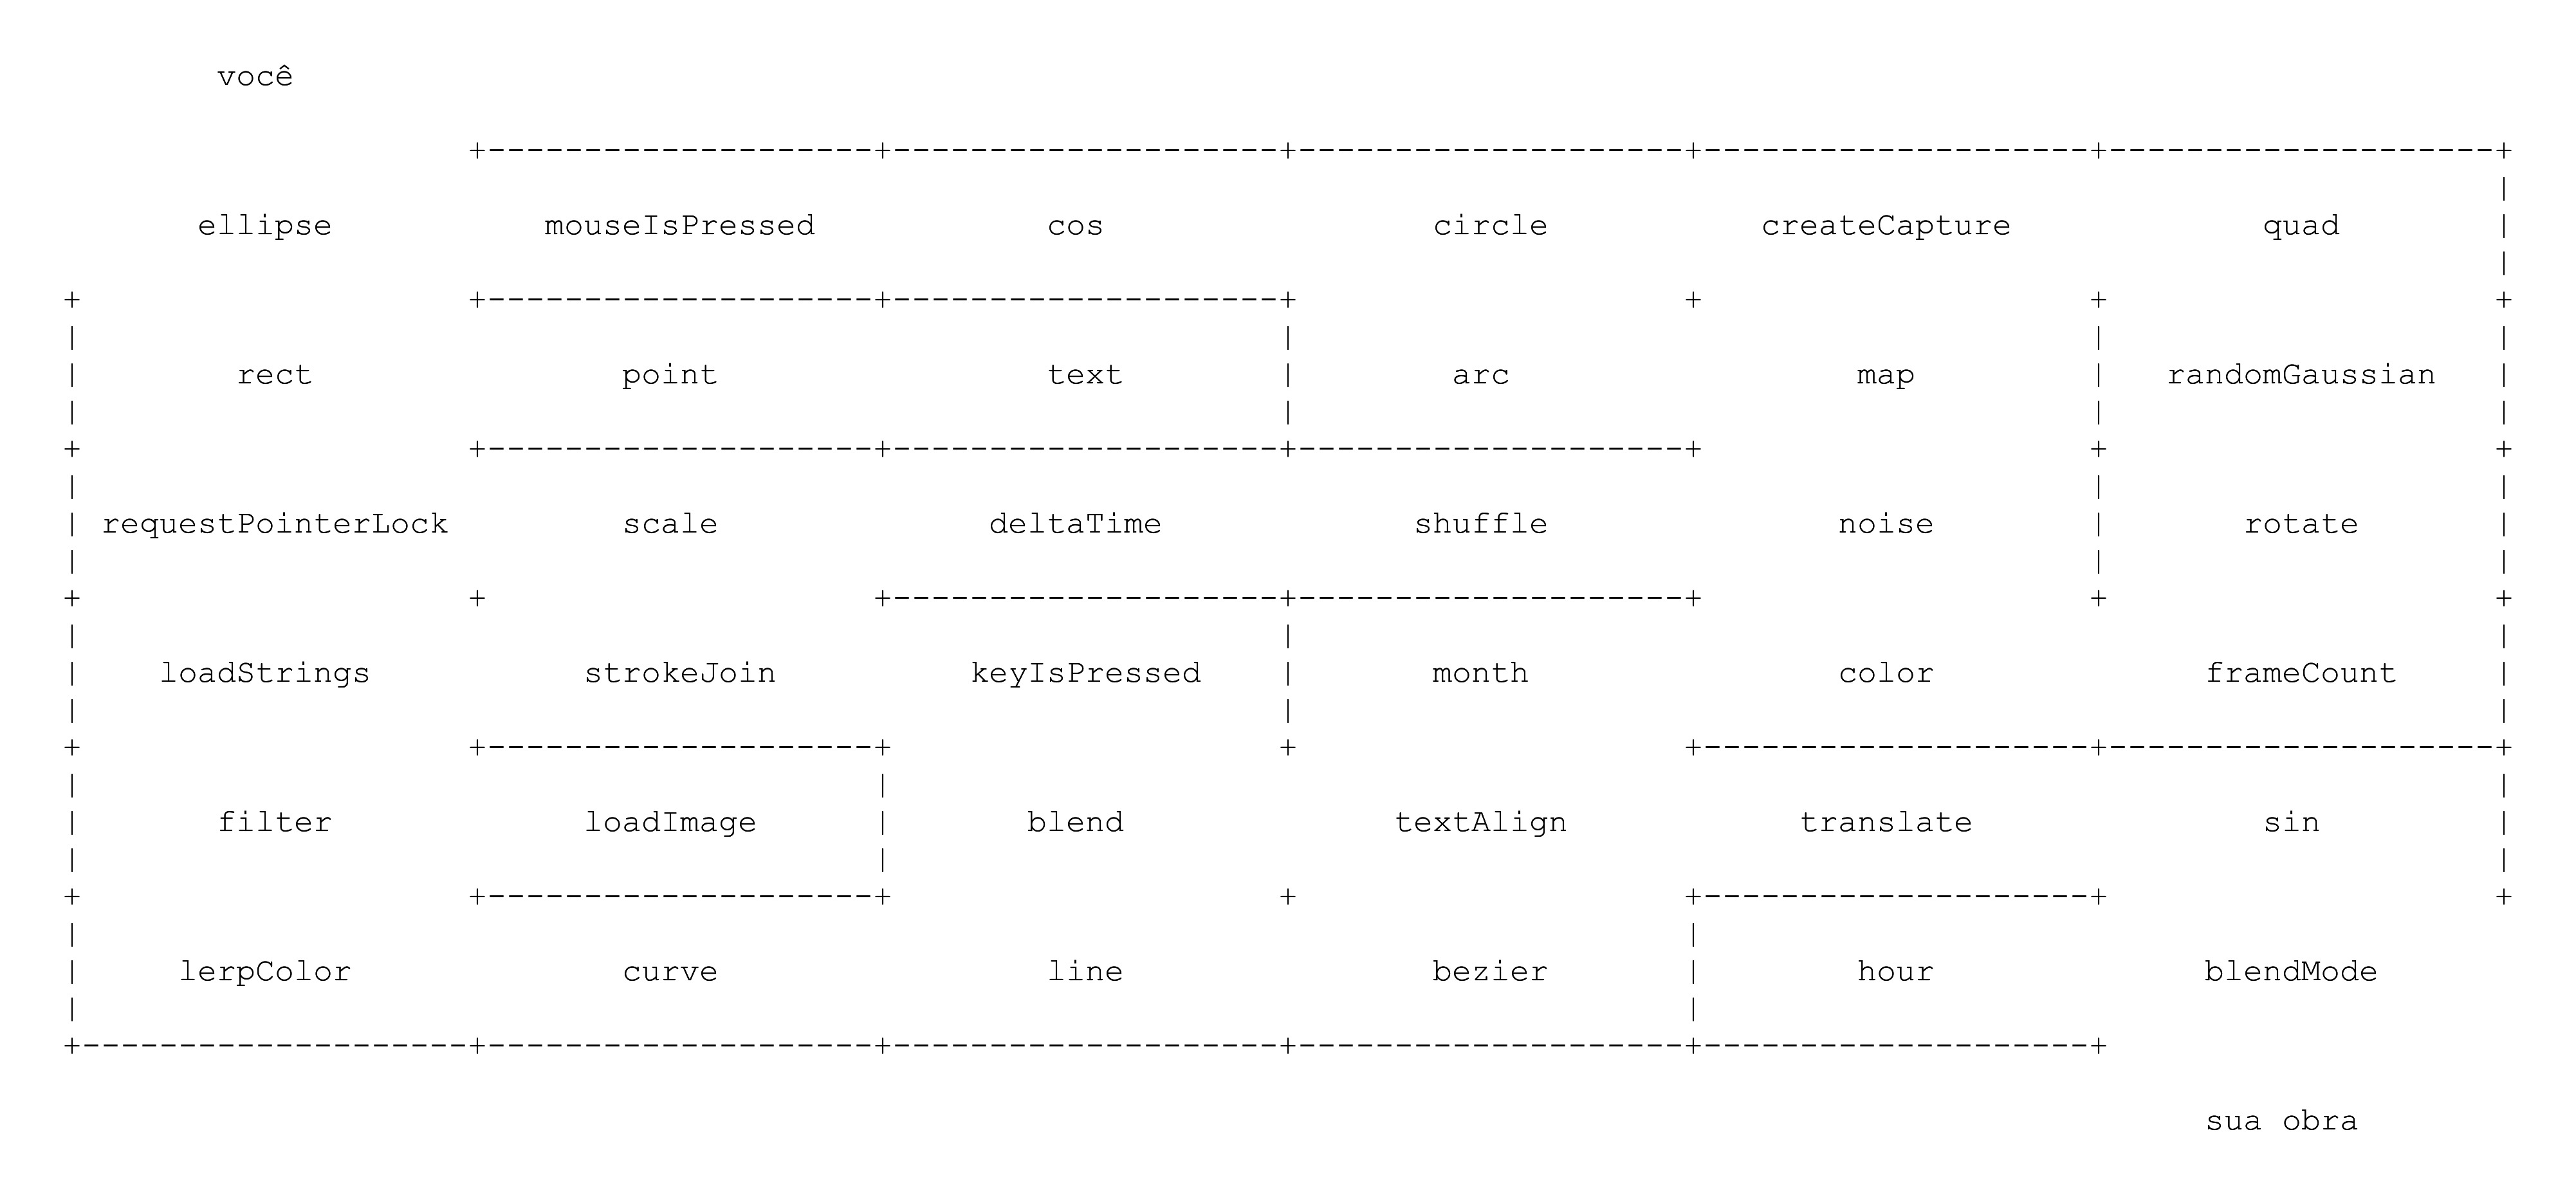 você
ellipse mouseIsPressed cos circle createCapture quad
rect point text arc map randomGaussian
requestPointerLock scale deltaTime shuffle noise rotate
loadStrings strokeJoin keyIsPressed month color frameCount
filter loadImage blend textAlign translate sin
lerpColor curve line bezier hour blendMode
sua obra